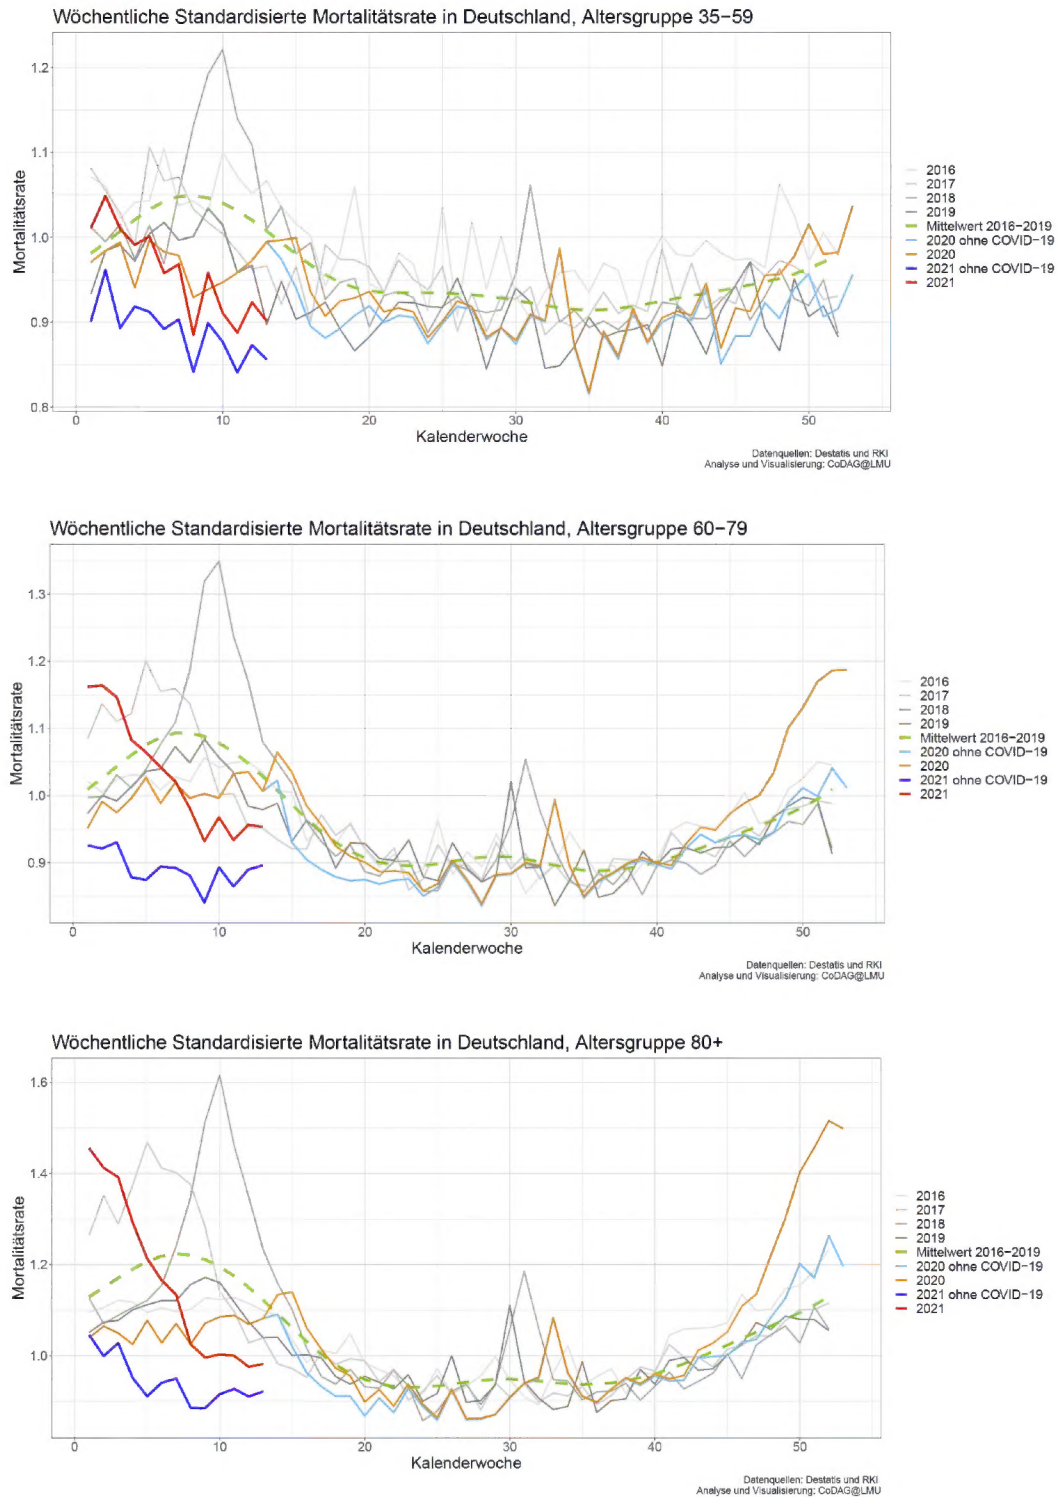 Wöchentliche Standardisierte Mortalitätsrate in Deutschland, Altersgruppe 35−59
Mortalitätsrate
1.2
1.1
1.0
0.9
0.8
0 10 20 30 40 50
Kalenderwoche
2016
2017
2018
2019
Mittelwert 2016−2019
2020 ohne COVID−19
2020
2021 ohne COVID−19
2021
Datenquellen: Destatis und RKI
Analyse und Visualisierung: CoDAG@LMU
Wöchentliche Standardisierte Mortalitätsrate in Deutschland, Altersgruppe 60−79
Mortalitätsrate
1.3
1.2
1.1
1.0
0.9
0 10 20 30 40 50
Kalenderwoche
2016
2017
2018
2019
Mittelwert 2016−2019
2020 ohne COVID−19
2020
2021 ohne COVID−19
2021
Datenquellen: Destatis und RKI
Analyse und Visualisierung: CoDAG@LMU
Wöchentliche Standardisierte Mortalitätsrate in Deutschland, Altersgruppe 80+
Mortalitätsrate
1.6
1.4
1.2
1.0
0 10 20 30 40 50
Kalenderwoche
2016
2017
2018
2019
Mittelwert 2016−2019
2020 ohne COVID−19
2020
2021 ohne COVID−19
2021
Datenquellen: Destatis und RKI
Analyse und Visualisierung: CoDAG@LMU